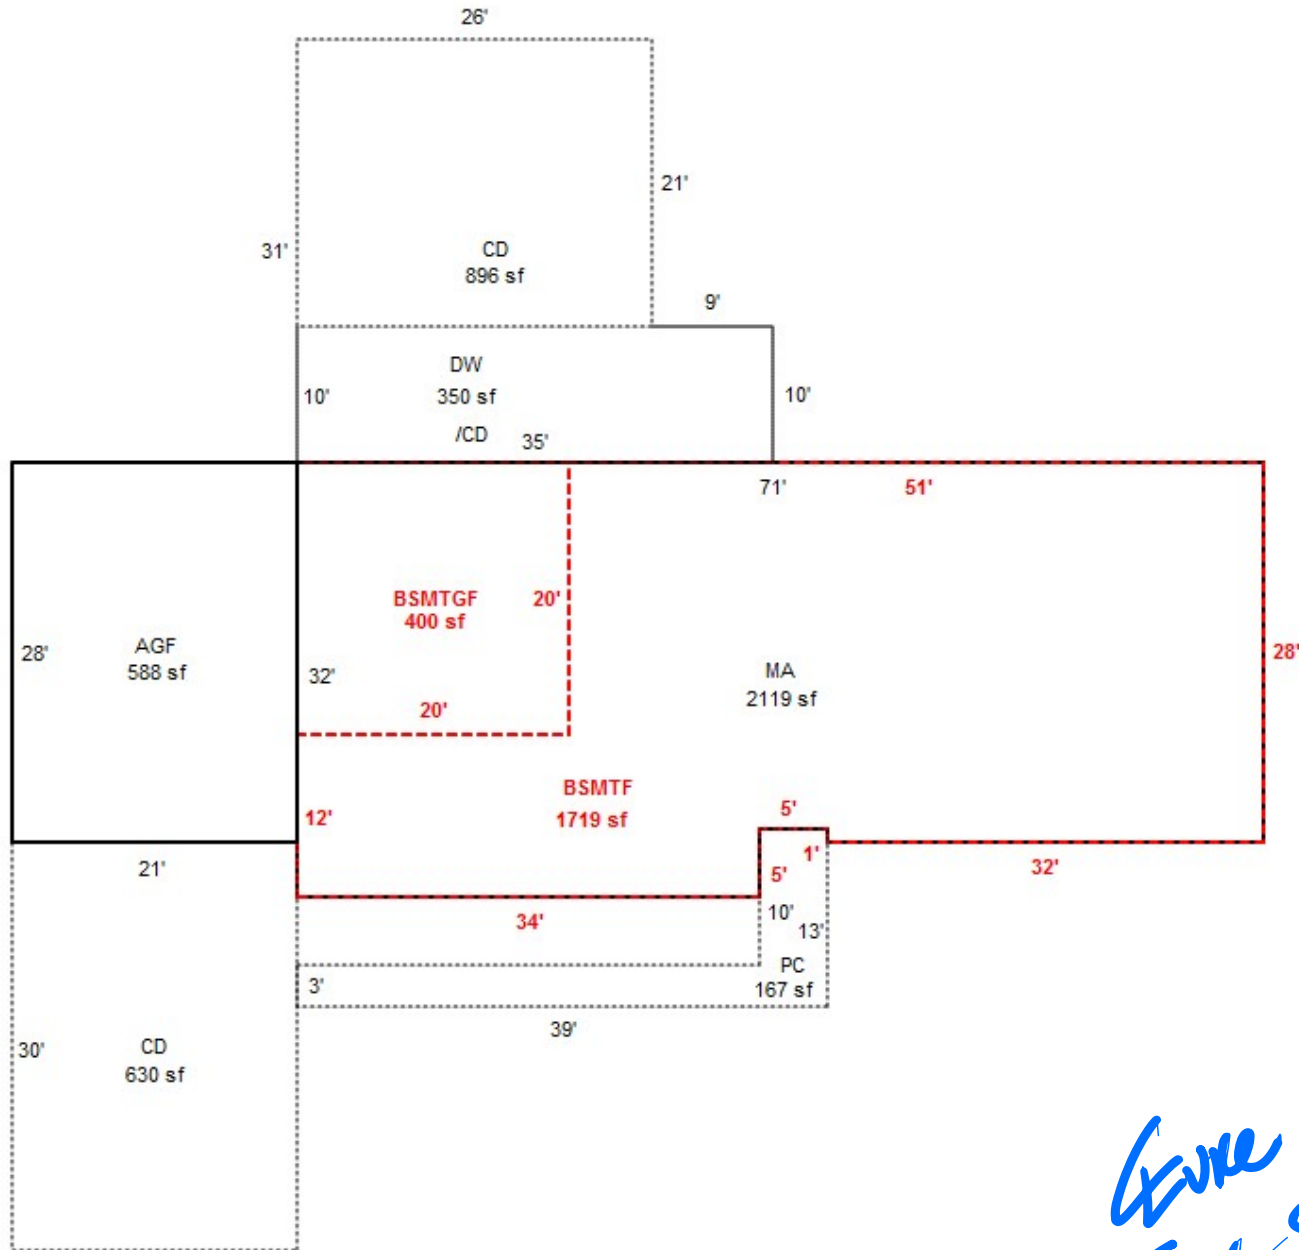 26'
21'
31'
CD
896 sf
9'
DW
10'
350 sf
10'
/CD
35'
71'
51'
BSMTGF
20'
400 sf
28'
AGF
588 sf
32'
28'
MA
2119 sf
20'
BSMTF
1719 sf
12'
5'
1'
21'
5'
32'
34'
10'
13'
PC
3'
167 sf
39'
30'
CD
630 sf